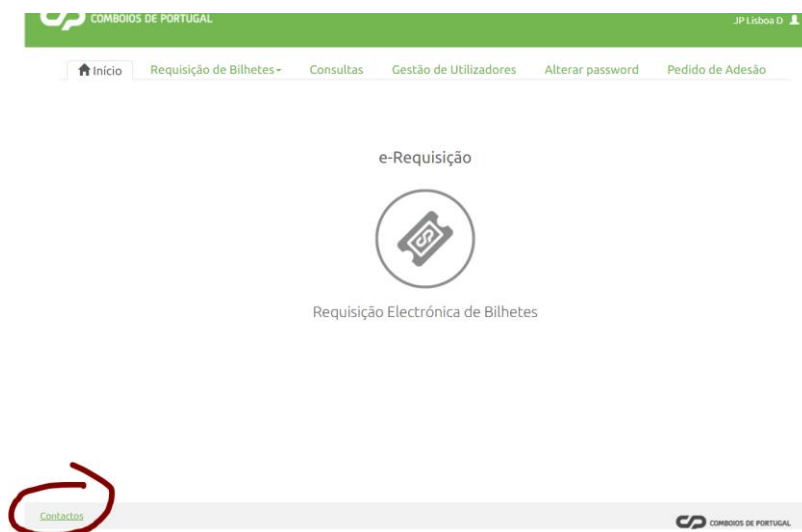 COMBOIOS DE PORTUGAL
JP Lisboa D
Início Requisição de Bilhetes Consultas Gestão de Utilizadores Alterar password Pedido de Adesão
e-Requisição
Requisição Electrónica de Bilhetes
Contactos
COMBOIOS DE PORTUGAL